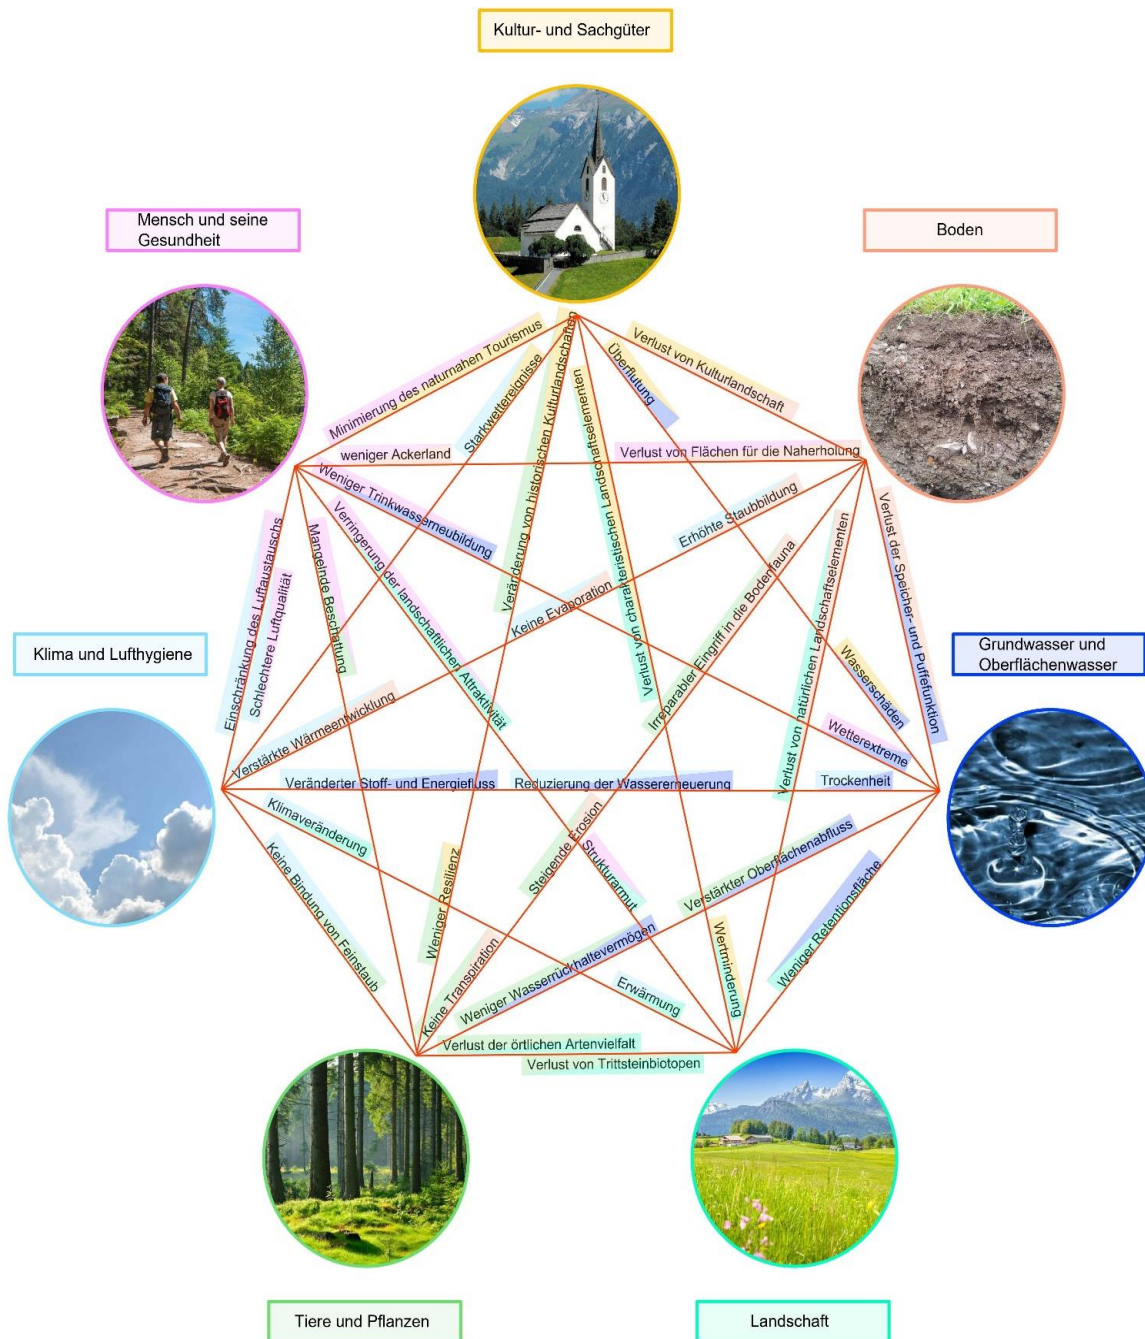 Kultur- und Sachgüter
Mensch und seine
Gesundheit
Boden
Minimierung des naturnahen Tourismus
Starkwetterereignisse
Veränderung von historischen Kulturlandschaften
Verlust von charakteristischen Landschaftselementen
Überflutung
Verlust von Kulturlandschaft
weniger Ackerland
Verlust von Flächen für die Naherholung
Weniger Trinkwasserneubildung
Verringerung der landschaftlichen Attraktivität
Mangelnde Beschattung
Einschränkung des Luftaustauschs
Schlechtere Luftqualität
Erhöhte Staubbildung
Keine Evaporation
Irreparabler Eingriff in die Bodenfauna
Verlust von natürlichen Landschaftselementen
Verlust der Speicher- und Puffefunktion
Klima und Lufthygiene
Grundwasser und
Oberflächenwasser
Verstärkte Wärmeentwicklung
Wasserschäden
Wetterextreme
Veränderter Stoff- und Energiefluss
Reduzierung der Wassererneuerung
Trockenheit
Klimaveränderung
Keine Bindung von Feinstaub
Weniger Resilienz
Steigende Erosion
Strukturarmut
Verstärkter Oberflächenabfluss
Weniger Retentionsfläche
Keine Transpiration
Weniger Wasserrückhaltevermögen
Erwärmung
Wertminderung
Verlust der örtlichen Artenvielfalt
Verlust von Trittsteinbiotopen
Tiere und Pflanzen
Landschaft